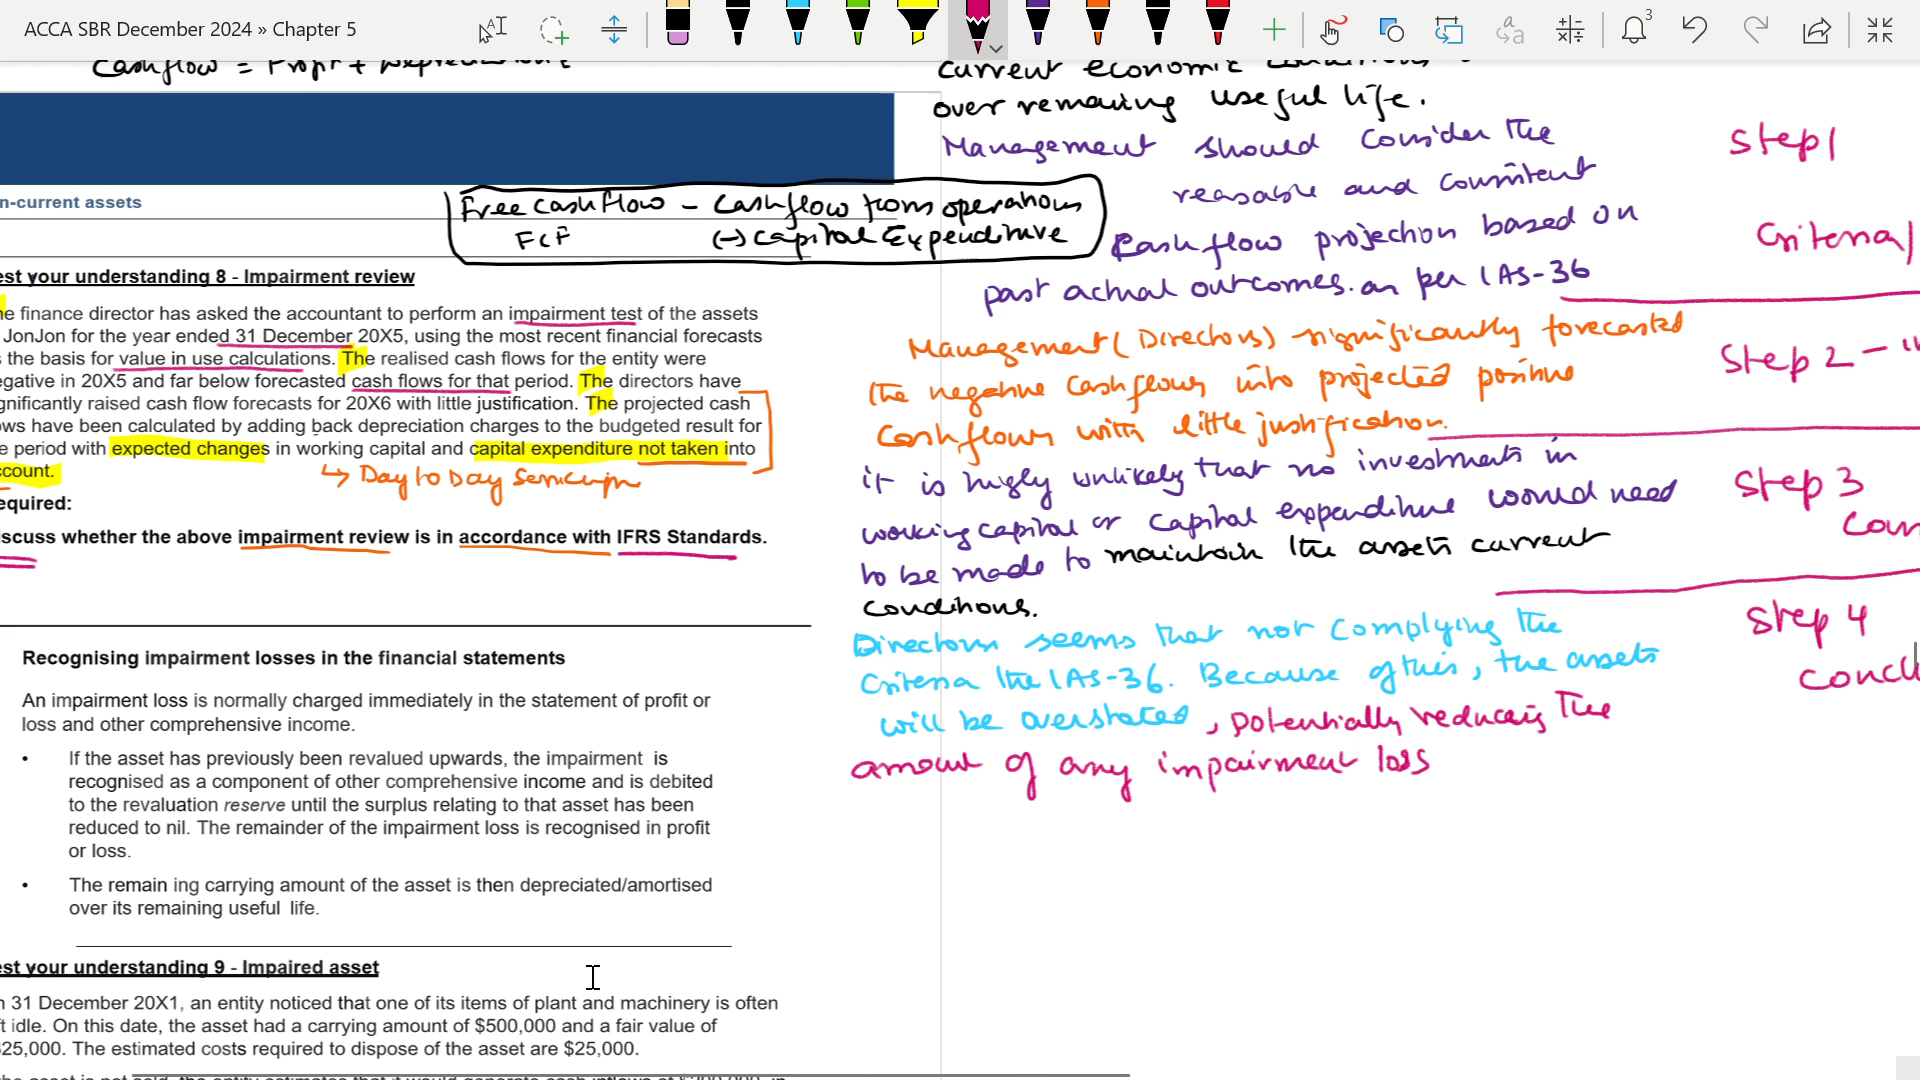 ACCA SBR December 2024 » Chapter 5
3
Cashflow = Profit +
current economic
over remaining useful life.
Management should consider the
reasable and consistent
Cashflow projection based on
past actual outcomes. as per IAS-36
Step 1
Criteria/
n-current assets
Free cashflow – Cashflow from operations
FCF (-) Capital Expenditure
est your understanding 8 - Impairment review
e finance director has asked the accountant to perform an impairment test of the assets
JonJon for the year ended 31 December 20X5, using the most recent financial forecasts
s the basis for value in use calculations. The realised cash flows for the entity were
egative in 20X5 and far below forecasted cash flows for that period. The directors have
gnificantly raised cash flow forecasts for 20X6 with little justification. The projected cash
ows have been calculated by adding back depreciation charges to the budgeted result for
e period with expected changes in working capital and capital expenditure not taken into
ccount.
Day to Day Servicing
equired:
iscuss whether the above impairment review is in accordance with IFRS Standards.
Management (Directors) significantly forecasted
the negative cashflows into projected positive
cashflows with little justification.
Step 2 –
it is higly unlikely that no investments in
working capital or capital expenditure would need
to be made to maintain the assets current
conditions.
Step 3
Directors seems that not complying the
Criteria the IAS-36. Because of this, the assets
will be overstated, potentially reducing the
amount of any impairment loss
Step 4
Recognising impairment losses in the financial statements
An impairment loss is normally charged immediately in the statement of profit or
loss and other comprehensive income.
• If the asset has previously been revalued upwards, the impairment is
recognised as a component of other comprehensive income and is debited
to the revaluation reserve until the surplus relating to that asset has been
reduced to nil. The remainder of the impairment loss is recognised in profit
or loss.
• The remain ing carrying amount of the asset is then depreciated/amortised
over its remaining useful life.
est your understanding 9 - Impaired asset
n 31 December 20X1, an entity noticed that one of its items of plant and machinery is often
ft idle. On this date, the asset had a carrying amount of $500,000 and a fair value of
325,000. The estimated costs required to dispose of the asset are $25,000.